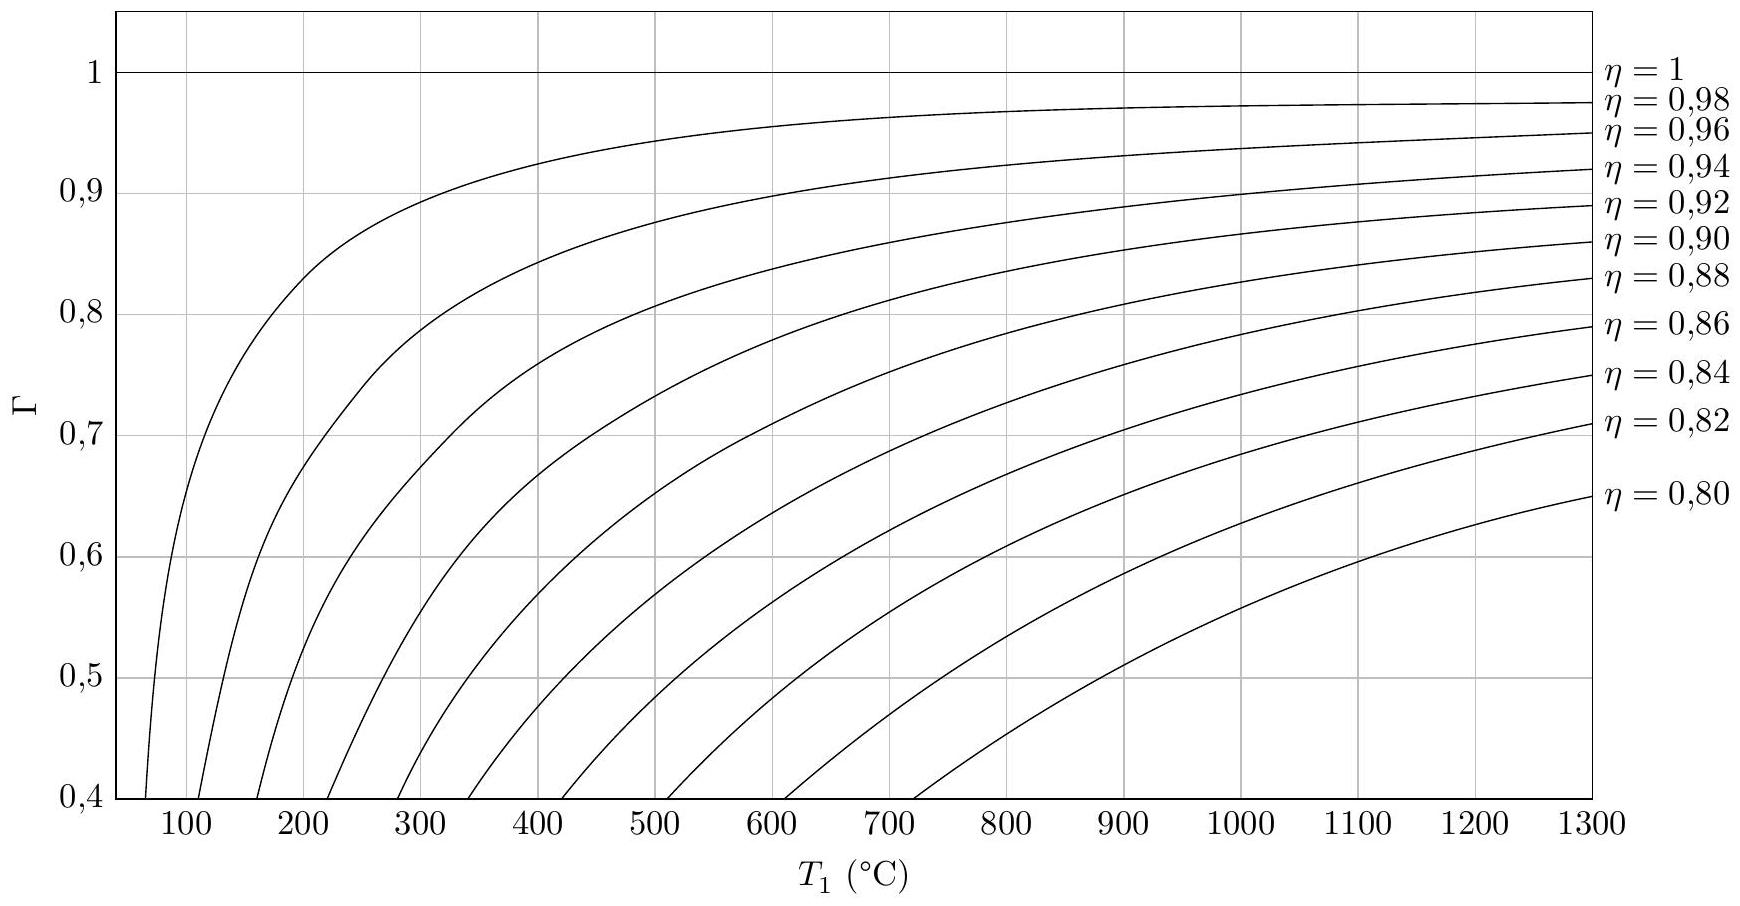 1
0,9
0,8
0,7
0,6
0,5
0,4
Γ
100 200 300 400 500 600 700 800 900 1000 1100 1200 1300
T₁ (°C)
η = 1
η = 0,98
η = 0,96
η = 0,94
η = 0,92
η = 0,90
η = 0,88
η = 0,86
η = 0,84
η = 0,82
η = 0,80